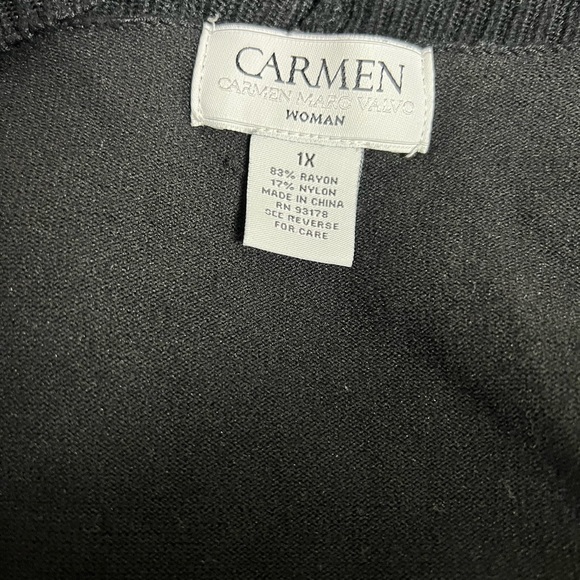 CARMEN
CARMEN MARC VALVO
WOMAN
1X
83% RAYON
17% NYLON
MADE IN CHINA
RN 93178
SEE REVERSE
FOR CARE